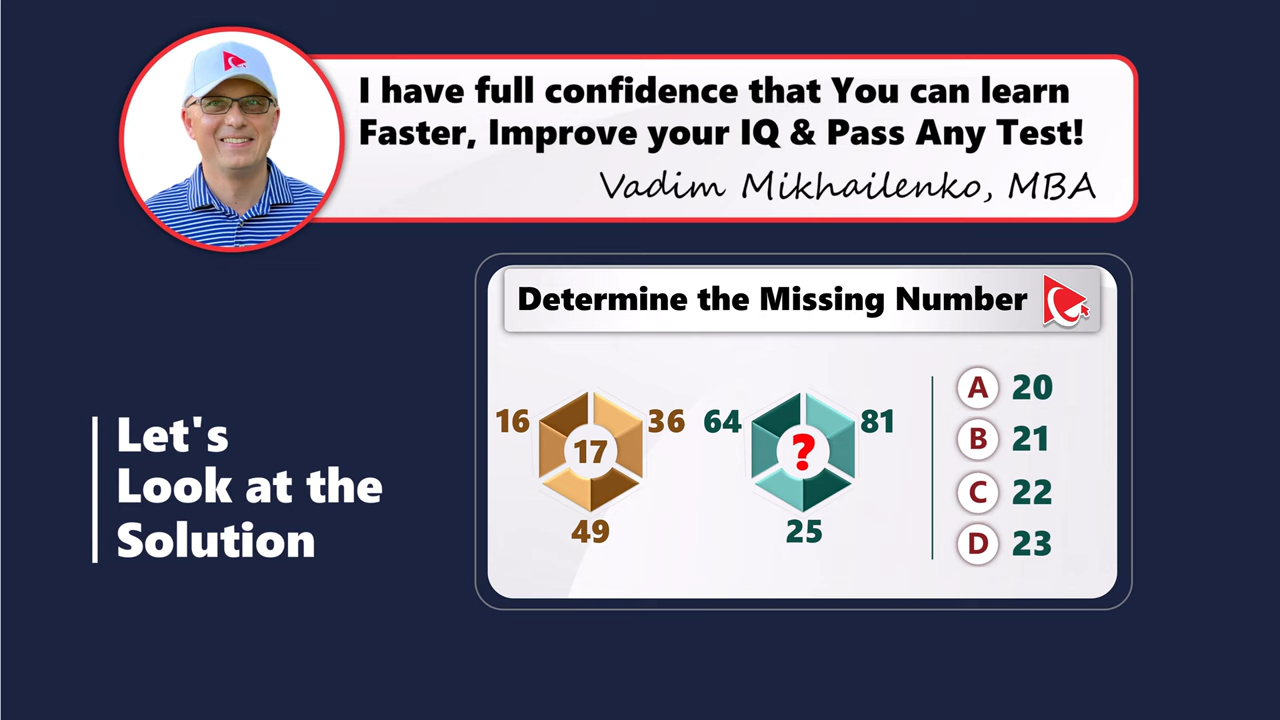 I have full confidence that You can learn
Faster, Improve your IQ & Pass Any Test!
Vadim Mikhailenko, MBA
Determine the Missing Number
Let's
Look at the
Solution
16
36
17
49
64
81
?
25
A 20
B 21
C 22
D 23